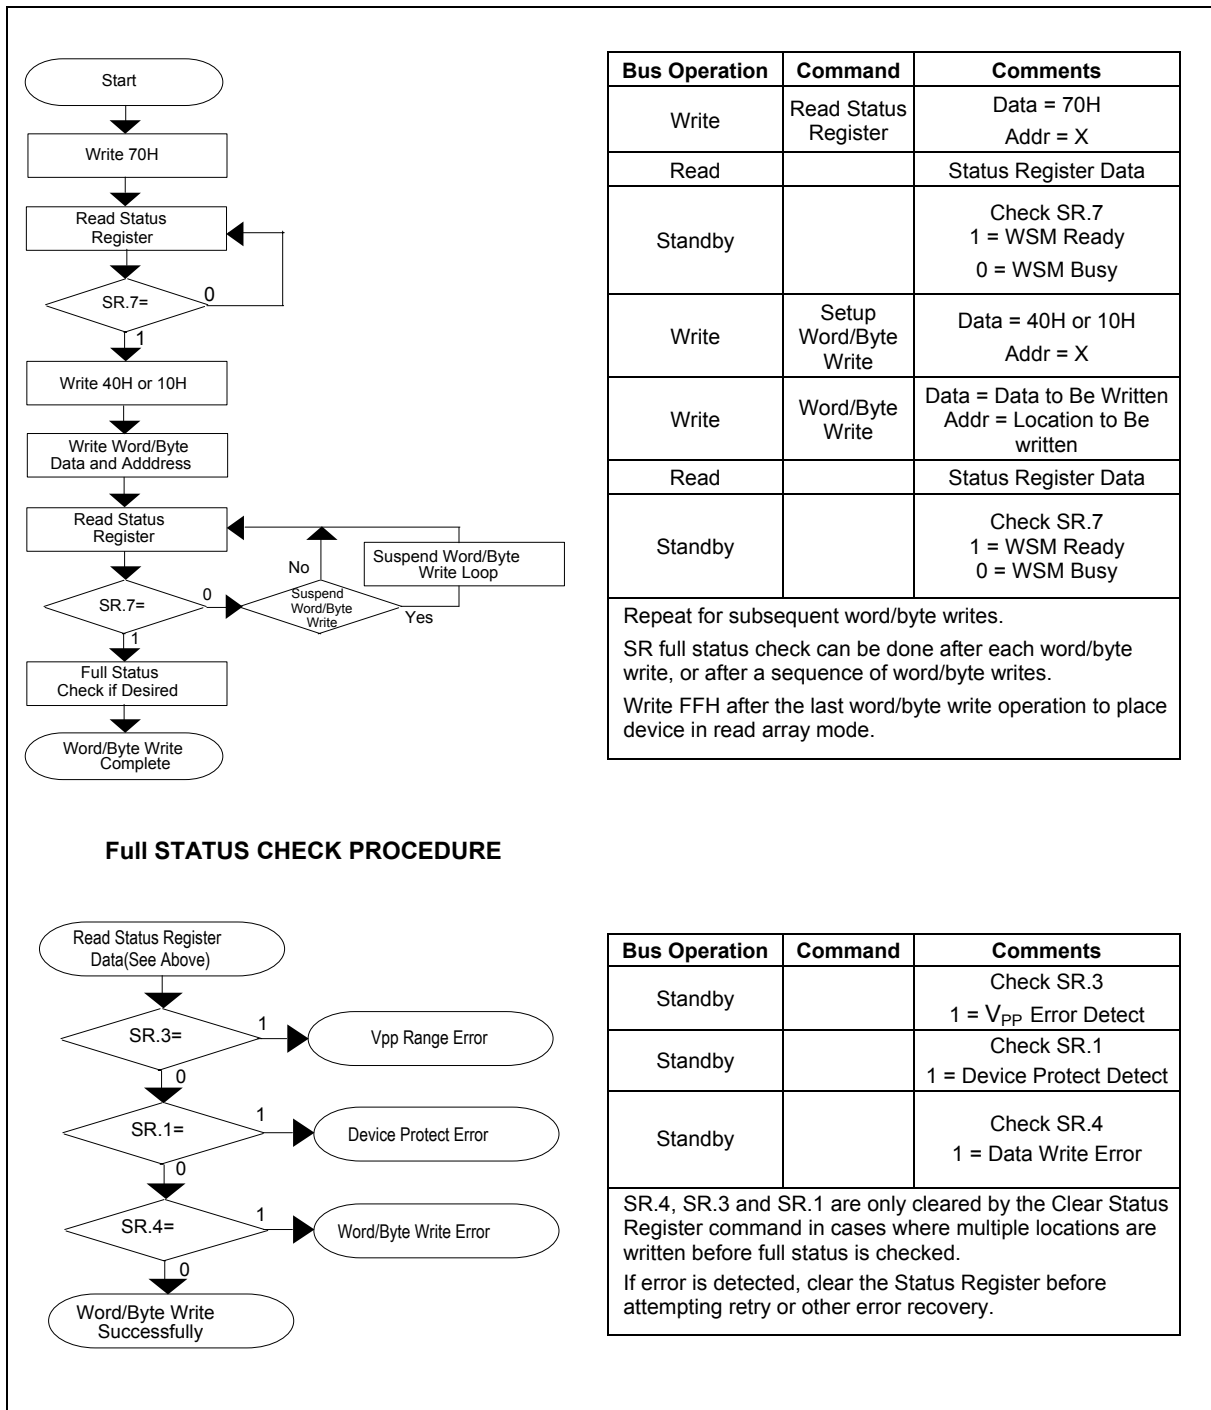 Start
Write 70H
Read Status
Register
SR.7=
0
1
Write 40H or 10H
Write Word/Byte
Data and Adddress
Read Status
Register
No
Suspend Word/Byte
Write Loop
SR.7=
0
Suspend
Word/Byte
Write
Yes
1
Full Status
Check if Desired
Word/Byte Write
Complete
Bus Operation Command Comments
Write
Read Status
Register
Data = 70H
Addr = X
Read
Status Register Data
Standby
Check SR.7
1 = WSM Ready
0 = WSM Busy
Write
Setup
Word/Byte
Write
Data = 40H or 10H
Addr = X
Write
Word/Byte
Write
Data = Data to Be Written
Addr = Location to Be
written
Read
Status Register Data
Standby
Check SR.7
1 = WSM Ready
0 = WSM Busy
Repeat for subsequent word/byte writes.
SR full status check can be done after each word/byte
write, or after a sequence of word/byte writes.
Write FFH after the last word/byte write operation to place
device in read array mode.
Full STATUS CHECK PROCEDURE
Read Status Register
Data(See Above)
SR.3=
1
Vpp Range Error
0
SR.1=
1
Device Protect Error
0
SR.4=
1
Word/Byte Write Error
0
Word/Byte Write
Successfully
Bus Operation Command Comments
Standby
Check SR.3
1 = VPP Error Detect
Standby
Check SR.1
1 = Device Protect Detect
Standby
Check SR.4
1 = Data Write Error
SR.4, SR.3 and SR.1 are only cleared by the Clear Status
Register command in cases where multiple locations are
written before full status is checked.
If error is detected, clear the Status Register before
attempting retry or other error recovery.